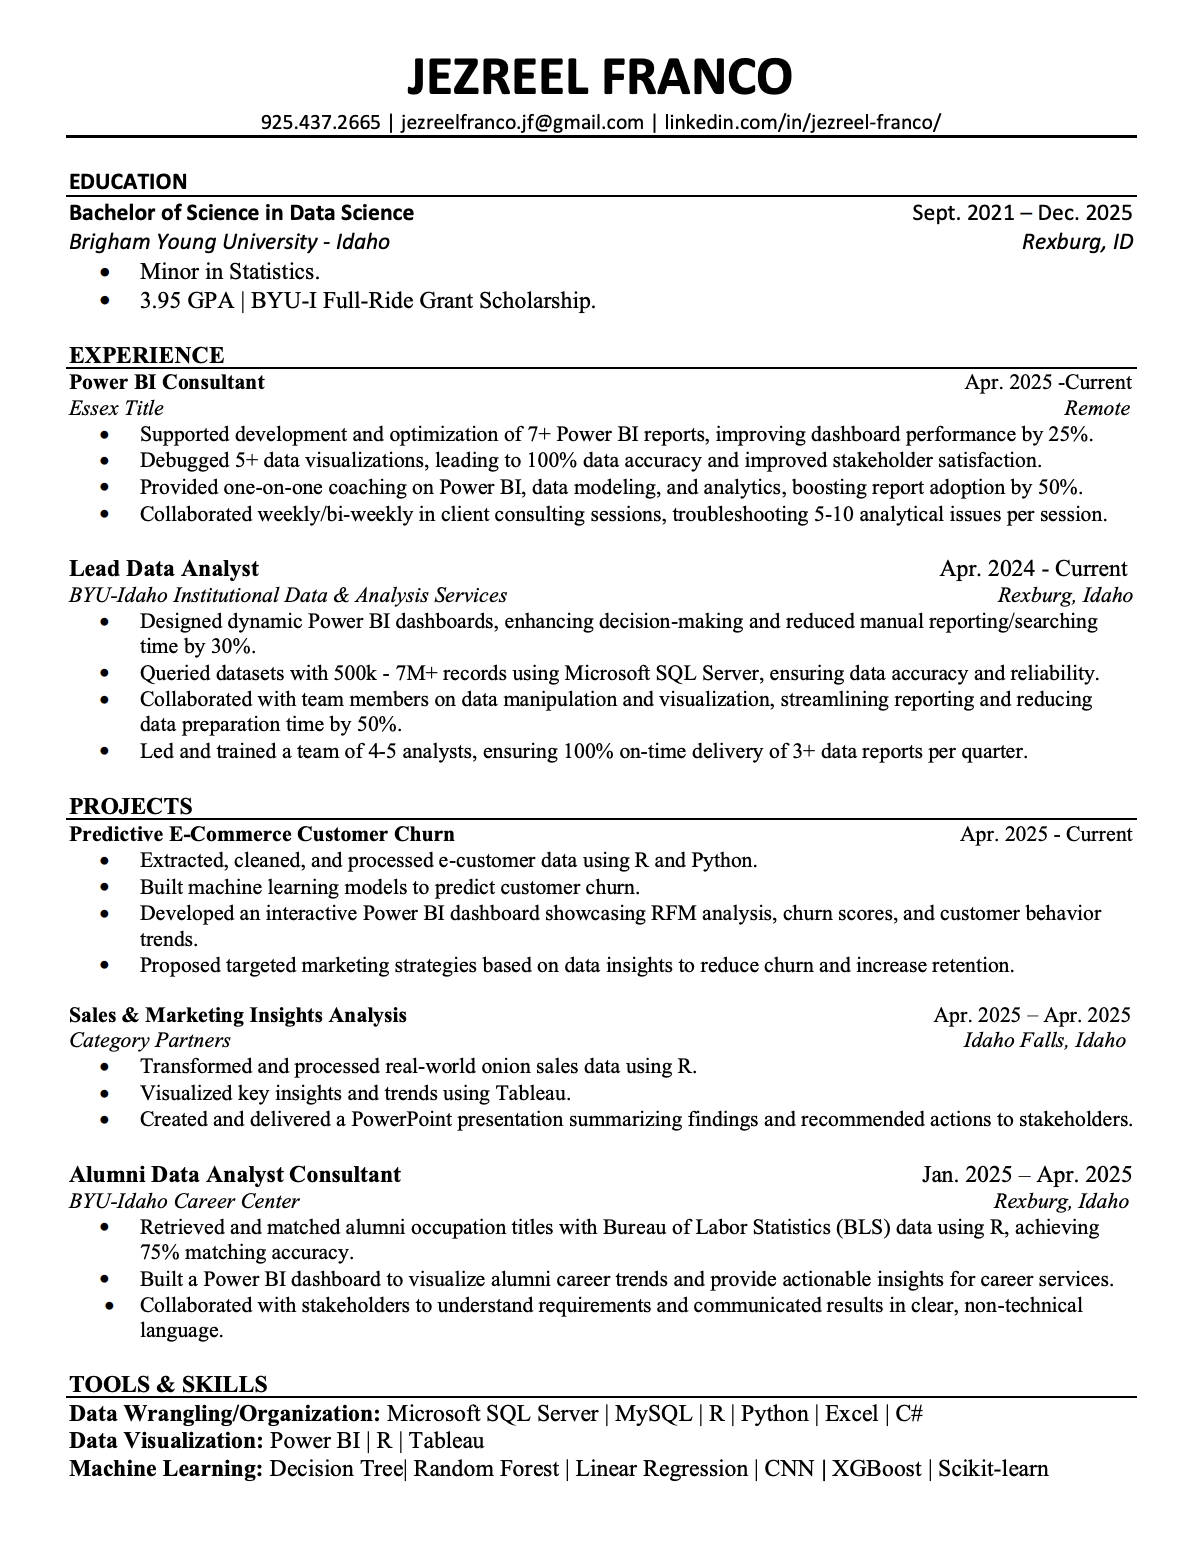 JEZREEL FRANCO
925.437.2665 | jezreelfranco.jf@gmail.com | linkedin.com/in/jezreel-franco/
EDUCATION
Bachelor of Science in Data Science Sept. 2021 – Dec. 2025
Brigham Young University - Idaho Rexburg, ID
• Minor in Statistics.
• 3.95 GPA | BYU-I Full-Ride Grant Scholarship.
EXPERIENCE
Power BI Consultant Apr. 2025 -Current
Essex Title Remote
• Supported development and optimization of 7+ Power BI reports, improving dashboard performance by 25%.
• Debugged 5+ data visualizations, leading to 100% data accuracy and improved stakeholder satisfaction.
• Provided one-on-one coaching on Power BI, data modeling, and analytics, boosting report adoption by 50%.
• Collaborated weekly/bi-weekly in client consulting sessions, troubleshooting 5-10 analytical issues per session.
Lead Data Analyst Apr. 2024 - Current
BYU-Idaho Institutional Data & Analysis Services Rexburg, Idaho
• Designed dynamic Power BI dashboards, enhancing decision-making and reduced manual reporting/searching
time by 30%.
• Queried datasets with 500k - 7M+ records using Microsoft SQL Server, ensuring data accuracy and reliability.
• Collaborated with team members on data manipulation and visualization, streamlining reporting and reducing
data preparation time by 50%.
• Led and trained a team of 4-5 analysts, ensuring 100% on-time delivery of 3+ data reports per quarter.
PROJECTS
Predictive E-Commerce Customer Churn Apr. 2025 - Current
• Extracted, cleaned, and processed e-customer data using R and Python.
• Built machine learning models to predict customer churn.
• Developed an interactive Power BI dashboard showcasing RFM analysis, churn scores, and customer behavior
trends.
• Proposed targeted marketing strategies based on data insights to reduce churn and increase retention.
Sales & Marketing Insights Analysis Apr. 2025 – Apr. 2025
Category Partners Idaho Falls, Idaho
• Transformed and processed real-world onion sales data using R.
• Visualized key insights and trends using Tableau.
• Created and delivered a PowerPoint presentation summarizing findings and recommended actions to stakeholders.
Alumni Data Analyst Consultant Jan. 2025 – Apr. 2025
BYU-Idaho Career Center Rexburg, Idaho
• Retrieved and matched alumni occupation titles with Bureau of Labor Statistics (BLS) data using R, achieving
75% matching accuracy.
• Built a Power BI dashboard to visualize alumni career trends and provide actionable insights for career services.
• Collaborated with stakeholders to understand requirements and communicated results in clear, non-technical
language.
TOOLS & SKILLS
Data Wrangling/Organization: Microsoft SQL Server | MySQL | R | Python | Excel | C#
Data Visualization: Power BI | R | Tableau
Machine Learning: Decision Tree| Random Forest | Linear Regression | CNN | XGBoost | Scikit-learn